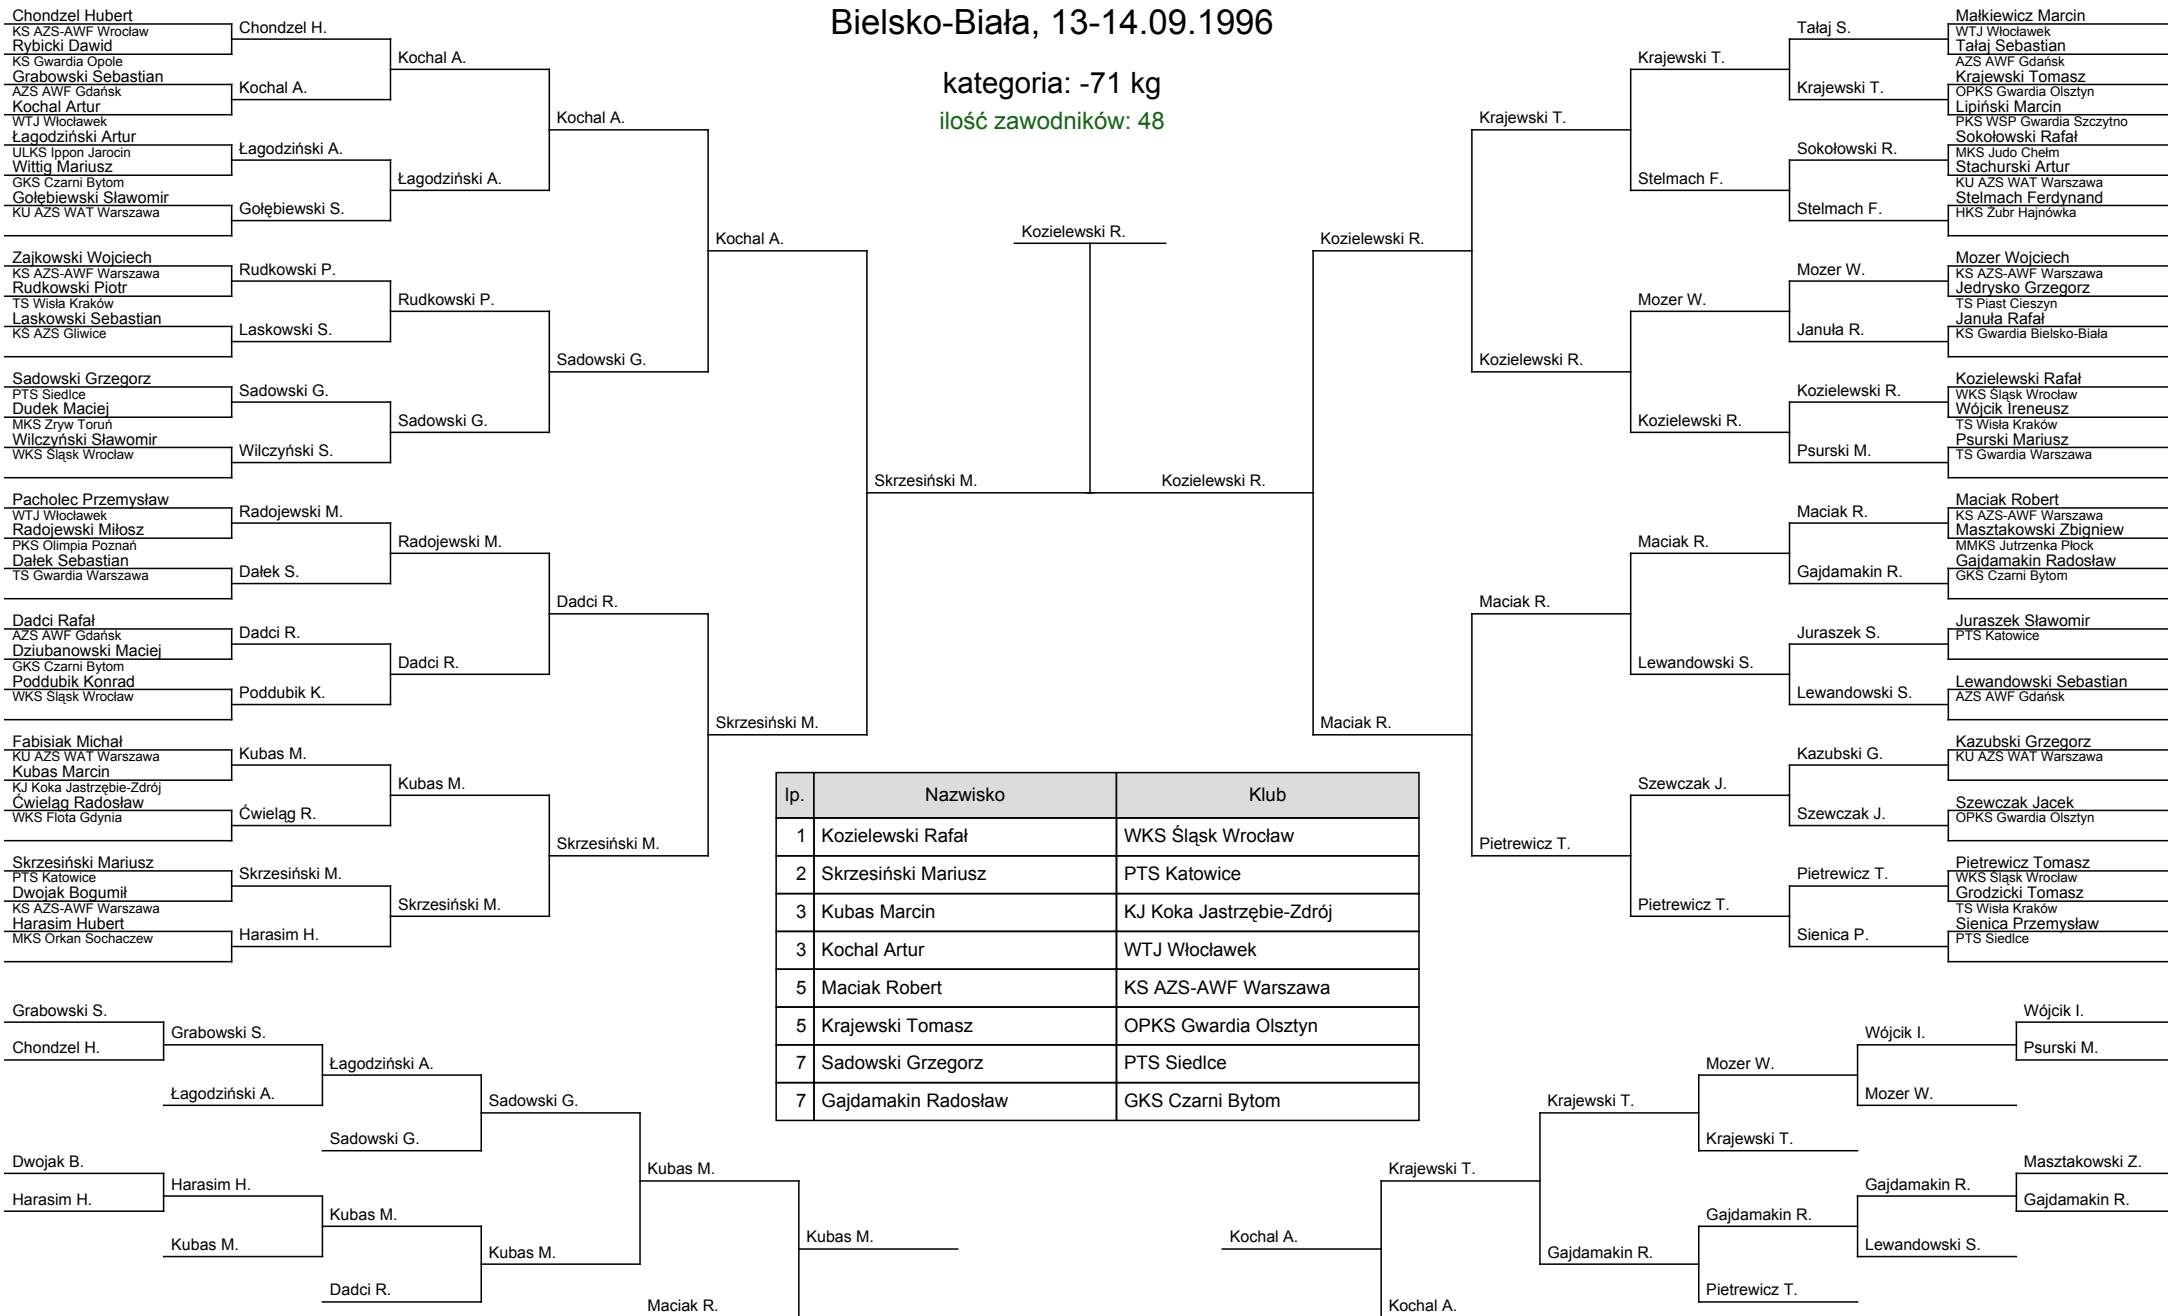 Bielsko-Biała, 13-14.09.1996
kategoria: -71 kg
ilość zawodników: 48
Chondzel Hubert
KS AZS-AWF Wrocław
Rybicki Dawid
KS Gwardia Opole
Grabowski Sebastian
AZS AWF Gdańsk
Kochal Artur
WTJ Włocławek
Łagodziński Artur
ULKS Ippon Jarocin
Wittig Mariusz
GKS Czarni Bytom
Gołębiewski Sławomir
KU AZS WAT Warszawa
Zajkowski Wojciech
KS AZS-AWF Warszawa
Rudkowski Piotr
TS Wisła Kraków
Laskowski Sebastian
KS AZS Gliwice
Sadowski Grzegorz
PTS Siedlce
Dudek Maciej
MKS Zryw Toruń
Wilczyński Sławomir
WKS Śląsk Wrocław
Pacholec Przemysław
WTJ Włocławek
Radojewski Miłosz
PKS Olimpia Poznań
Dałek Sebastian
TS Gwardia Warszawa
Dadci Rafał
AZS AWF Gdańsk
Dziubanowski Maciej
GKS Czarni Bytom
Poddubik Konrad
WKS Śląsk Wrocław
Fabisiak Michał
KU AZS WAT Warszawa
Kubas Marcin
KJ Koka Jastrzębie-Zdrój
Ćwieląg Radosław
WKS Flota Gdynia
Skrzesiński Mariusz
PTS Katowice
Dwojak Bogumił
KS AZS-AWF Warszawa
Harasim Hubert
MKS Orkan Sochaczew
Chondzel H.
Kochal A.
Łagodziński A.
Gołębiewski S.
Rudkowski P.
Laskowski S.
Sadowski G.
Wilczyński S.
Radojewski M.
Dałek S.
Dadci R.
Poddubik K.
Kubas M.
Ćwieląg R.
Skrzesiński M.
Harasim H.
Kochal A.
Łagodziński A.
Rudkowski P.
Sadowski G.
Radojewski M.
Dadci R.
Kubas M.
Skrzesiński M.
Kochal A.
Sadowski G.
Dadci R.
Skrzesiński M.
Kochal A.
Skrzesiński M.
Skrzesiński M.
Kozielewski R.
Kozielewski R.
Kozielewski R.
Maciak R.
Krajewski T.
Kozielewski R.
Maciak R.
Pietrewicz T.
Krajewski T.
Stelmach F.
Mozer W.
Kozielewski R.
Maciak R.
Lewandowski S.
Szewczak J.
Pietrewicz T.
Tałaj S.
Krajewski T.
Sokołowski R.
Stelmach F.
Mozer W.
Januła R.
Kozielewski R.
Psurski M.
Maciak R.
Gajdamakin R.
Juraszek S.
Lewandowski S.
Kazubski G.
Szewczak J.
Pietrewicz T.
Sienica P.
Małkiewicz Marcin
WTJ Włocławek
Tałaj Sebastian
AZS AWF Gdańsk
Krajewski Tomasz
OPKS Gwardia Olsztyn
Lipiński Marcin
PKS WSP Gwardia Szczytno
Sokołowski Rafał
MKS Judo Chełm
Stachurski Artur
KU AZS WAT Warszawa
Stelmach Ferdynand
HKS Żubr Hajnówka
Mozer Wojciech
KS AZS-AWF Warszawa
Jedrysko Grzegorz
TS Piast Cieszyn
Januła Rafał
KS Gwardia Bielsko-Biała
Kozielewski Rafał
WKS Śląsk Wrocław
Wójcik Ireneusz
TS Wisła Kraków
Psurski Mariusz
TS Gwardia Warszawa
Maciak Robert
KS AZS-AWF Warszawa
Masztakowski Zbigniew
MMKS Jutrzenka Płock
Gajdamakin Radosław
GKS Czarni Bytom
Juraszek Sławomir
PTS Katowice
Lewandowski Sebastian
AZS AWF Gdańsk
Kazubski Grzegorz
KU AZS WAT Warszawa
Szewczak Jacek
OPKS Gwardia Olsztyn
Pietrewicz Tomasz
WKS Śląsk Wrocław
Grodzicki Tomasz
TS Wisła Kraków
Sienica Przemysław
PTS Siedlce
lp. Nazwisko Klub
1 Kozielewski Rafał WKS Śląsk Wrocław
2 Skrzesiński Mariusz PTS Katowice
3 Kubas Marcin KJ Koka Jastrzębie-Zdrój
3 Kochal Artur WTJ Włocławek
5 Maciak Robert KS AZS-AWF Warszawa
5 Krajewski Tomasz OPKS Gwardia Olsztyn
7 Sadowski Grzegorz PTS Siedlce
7 Gajdamakin Radosław GKS Czarni Bytom
Grabowski S.
Chondzel H.
Dwojak B.
Harasim H.
Grabowski S.
Łagodziński A.
Harasim H.
Kubas M.
Łagodziński A.
Sadowski G.
Kubas M.
Dadci R.
Sadowski G.
Kubas M.
Kubas M.
Maciak R.
Kubas M.
Kochal A.
Krajewski T.
Kochal A.
Krajewski T.
Gajdamakin R.
Mozer W.
Krajewski T.
Gajdamakin R.
Pietrewicz T.
Wójcik I.
Mozer W.
Gajdamakin R.
Lewandowski S.
Wójcik I.
Psurski M.
Masztakowski Z.
Gajdamakin R.